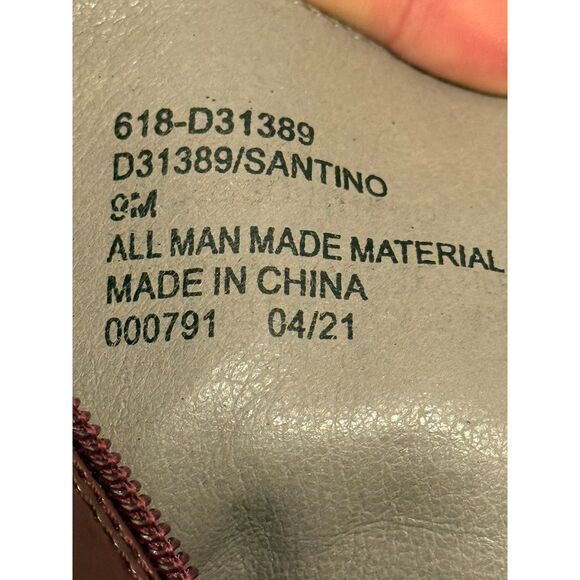 618-D31389
D31389/SANTINO
9M
ALL MAN MADE MATERIAL
MADE IN CHINA
000791 04/21